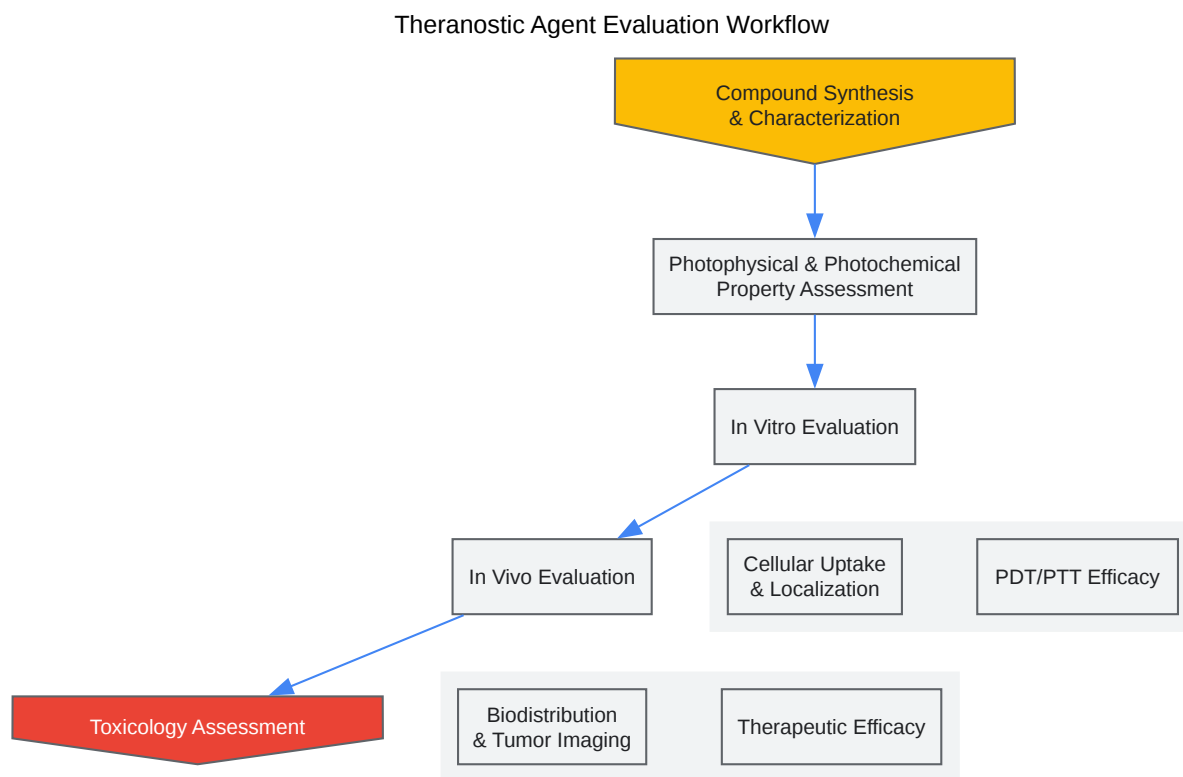 Theranostic Agent Evaluation Workflow
Compound Synthesis
& Characterization
Photophysical & Photochemical
Property Assessment
In Vitro Evaluation
In Vivo Evaluation
Cellular Uptake
& Localization
PDT/PTT Efficacy
Toxicology Assessment
Biodistribution
& Tumor Imaging
Therapeutic Efficacy